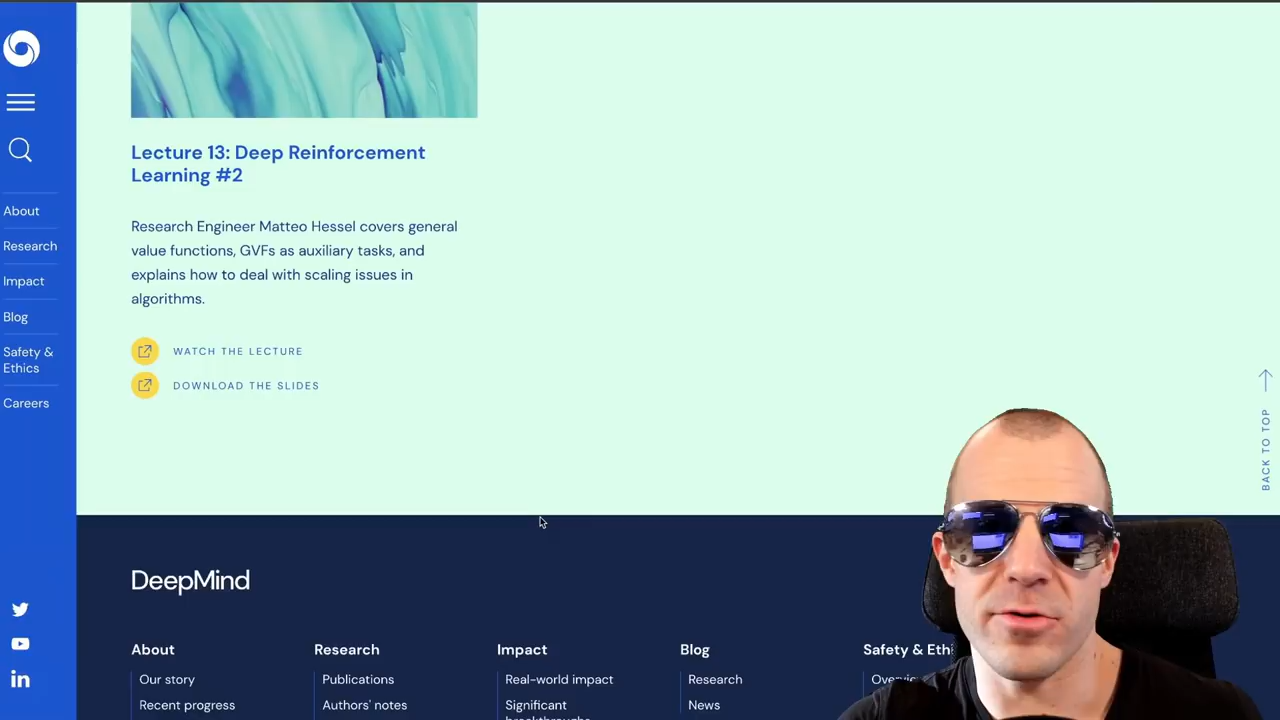 About
Research
Impact
Blog
Safety &
Ethics
Careers
Lecture 13: Deep Reinforcement
Learning #2
Research Engineer Matteo Hessel covers general
value functions, GVFs as auxiliary tasks, and
explains how to deal with scaling issues in
algorithms.
WATCH THE LECTURE
DOWNLOAD THE SLIDES
BACK TO TOP
DeepMind
About
Our story
Recent progress
Research
Publications
Authors' notes
Impact
Real-world impact
Significant
breakthroughs
Blog
Research
News
Safety &